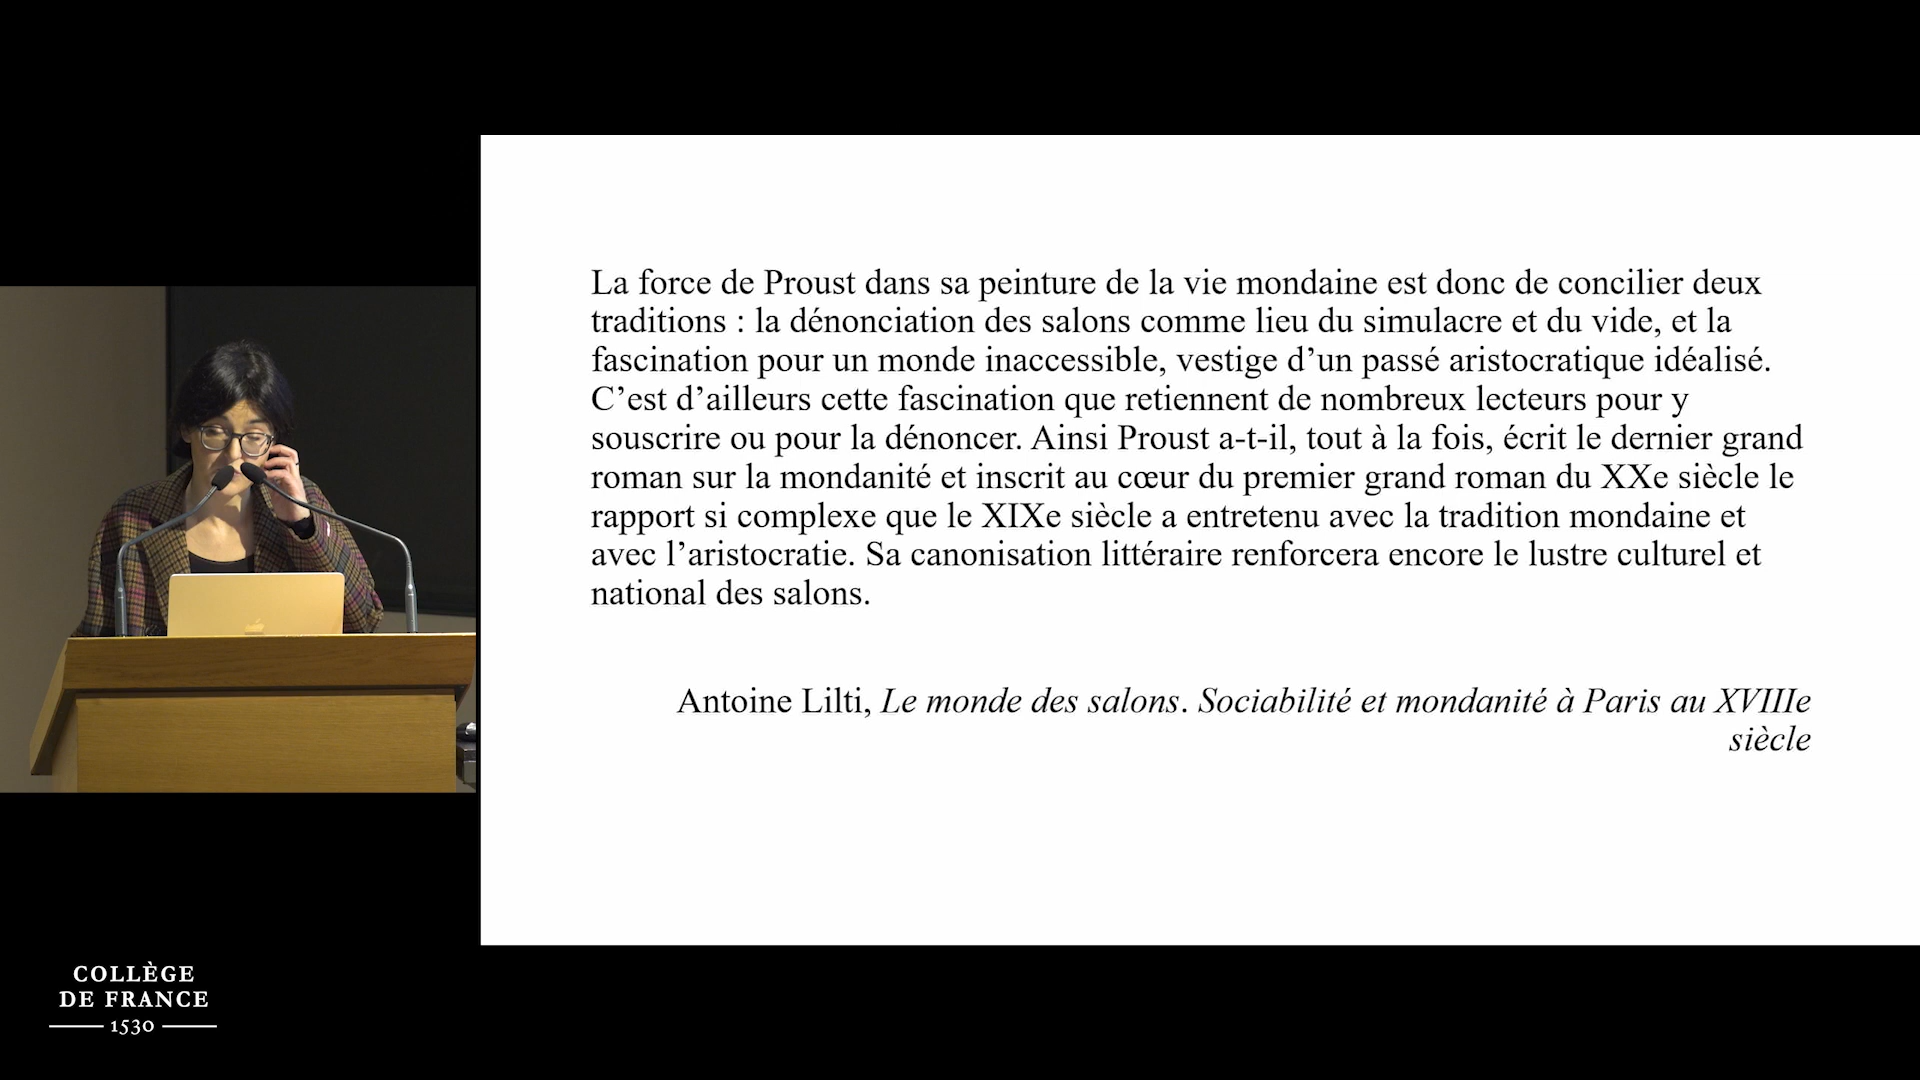 La force de Proust dans sa peinture de la vie mondaine est donc de concilier deux
traditions : la dénonciation des salons comme lieu du simulacre et du vide, et la
fascination pour un monde inaccessible, vestige d’un passé aristocratique idéalisé.
C’est d’ailleurs cette fascination que retiennent de nombreux lecteurs pour y
souscrire ou pour la dénoncer. Ainsi Proust a-t-il, tout à la fois, écrit le dernier grand
roman sur la mondanité et inscrit au cœur du premier grand roman du XXe siècle le
rapport si complexe que le XIXe siècle a entretenu avec la tradition mondaine et
avec l’aristocratie. Sa canonisation littéraire renforcera encore le lustre culturel et
national des salons.
Antoine Lilti, Le monde des salons. Sociabilité et mondanité à Paris au XVIIIe
siècle
COLLÈGE
DE FRANCE
1530